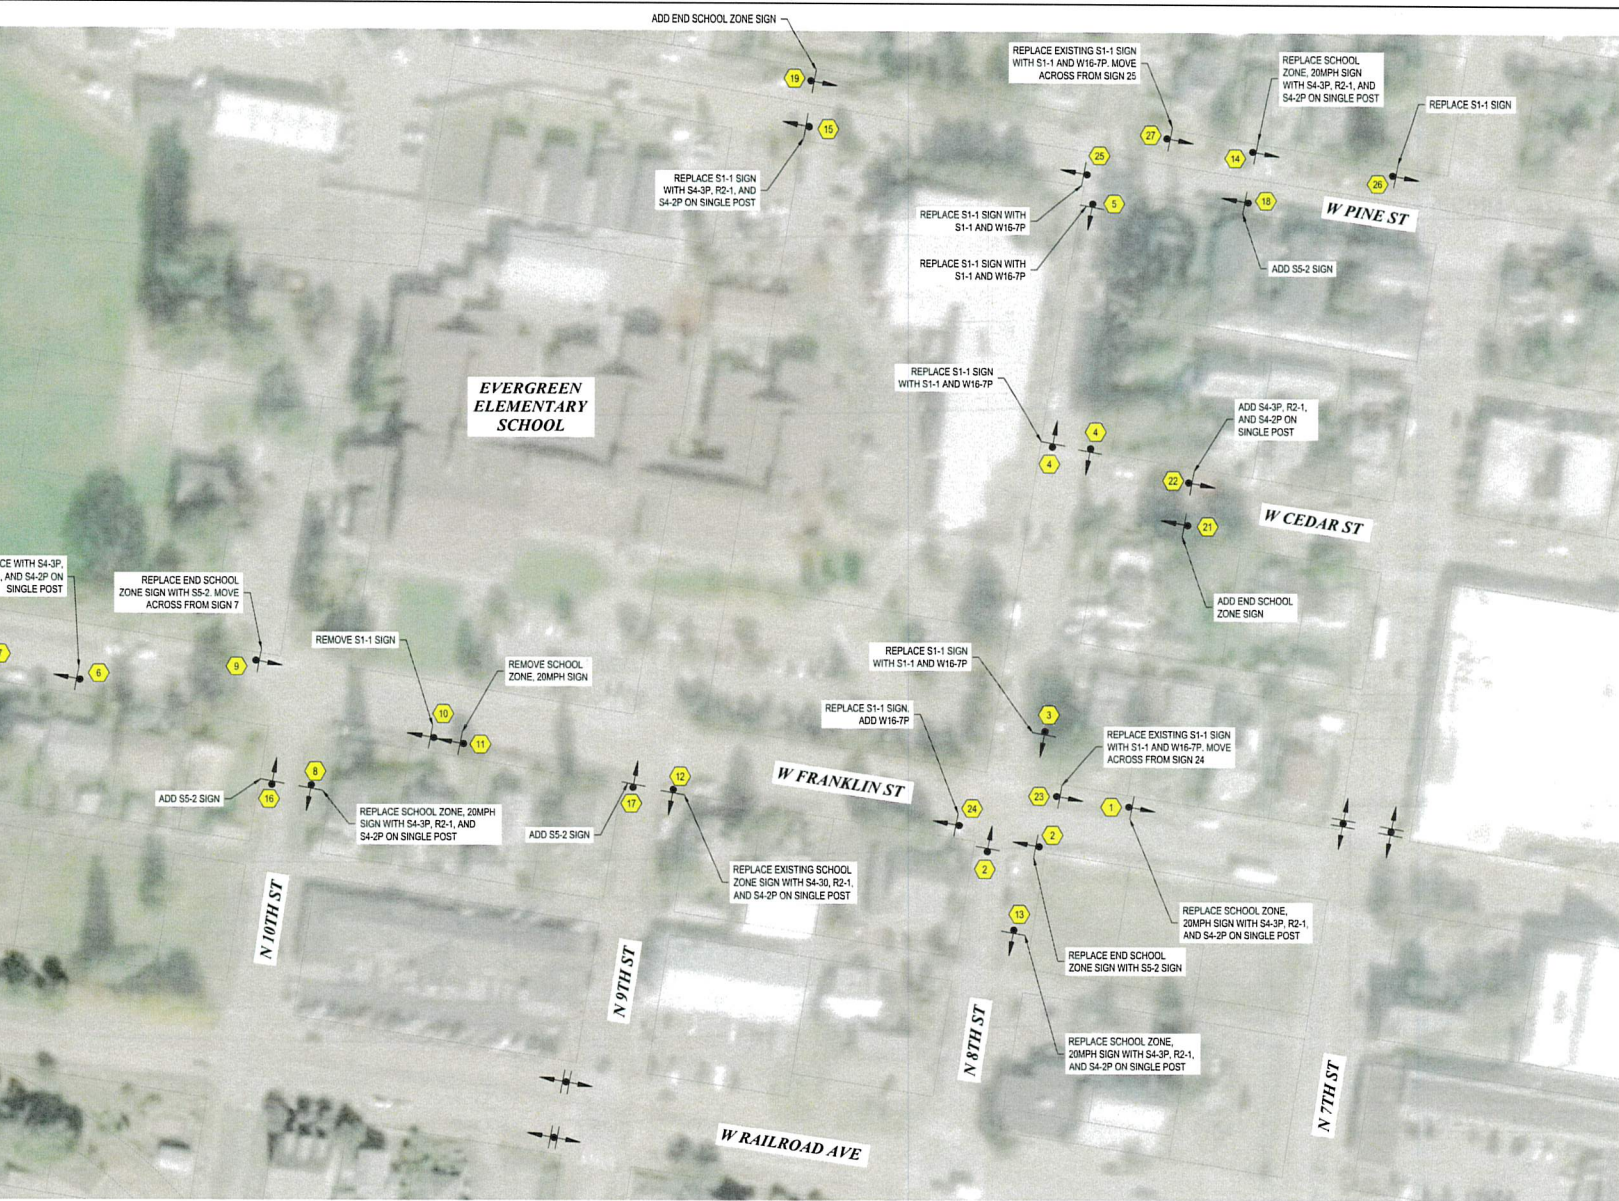 ADD END SCHOOL ZONE SIGN
19
15
REPLACE S1-1 SIGN
WITH S4-3P, R2-1, AND
S4-2P ON SINGLE POST
REPLACE EXISTING S1-1 SIGN
WITH S1-1 AND W16-7P. MOVE
ACROSS FROM SIGN 25
27
REPLACE SCHOOL
ZONE, 20MPH SIGN
WITH S4-3P, R2-1, AND
S4-2P ON SINGLE POST
14
REPLACE S1-1 SIGN
26
25
5
REPLACE S1-1 SIGN WITH
S1-1 AND W16-7P
REPLACE S1-1 SIGN WITH
S1-1 AND W16-7P
18
W PINE ST
ADD S5-2 SIGN
EVERGREEN
ELEMENTARY
SCHOOL
REPLACE S1-1 SIGN
WITH S1-1 AND W16-7P
4
4
ADD S4-3P, R2-1,
AND S4-2P ON
SINGLE POST
22
21
W CEDAR ST
ADD END SCHOOL
ZONE SIGN
CE WITH S4-3P,
, AND S4-2P ON
SINGLE POST
6
REPLACE END SCHOOL
ZONE SIGN WITH S5-2. MOVE
ACROSS FROM SIGN 7
9
REMOVE S1-1 SIGN
10
REMOVE SCHOOL
ZONE, 20MPH SIGN
11
REPLACE S1-1 SIGN
WITH S1-1 AND W16-7P
3
REPLACE S1-1 SIGN.
ADD W16-7P
24
REPLACE EXISTING S1-1 SIGN
WITH S1-1 AND W16-7P. MOVE
ACROSS FROM SIGN 24
23
1
ADD S5-2 SIGN
16
8
REPLACE SCHOOL ZONE, 20MPH
SIGN WITH S4-3P, R2-1, AND
S4-2P ON SINGLE POST
ADD S5-2 SIGN
17
12
REPLACE EXISTING SCHOOL
ZONE SIGN WITH S4-30, R2-1,
AND S4-2P ON SINGLE POST
W FRANKLIN ST
2
2
REPLACE SCHOOL ZONE,
20MPH SIGN WITH S4-3P, R2-1,
AND S4-2P ON SINGLE POST
13
REPLACE END SCHOOL
ZONE SIGN WITH S5-2 SIGN
REPLACE SCHOOL ZONE,
20MPH SIGN WITH S4-3P, R2-1,
AND S4-2P ON SINGLE POST
N 10TH ST
N 9TH ST
N 8TH ST
N 7TH ST
W RAILROAD AVE